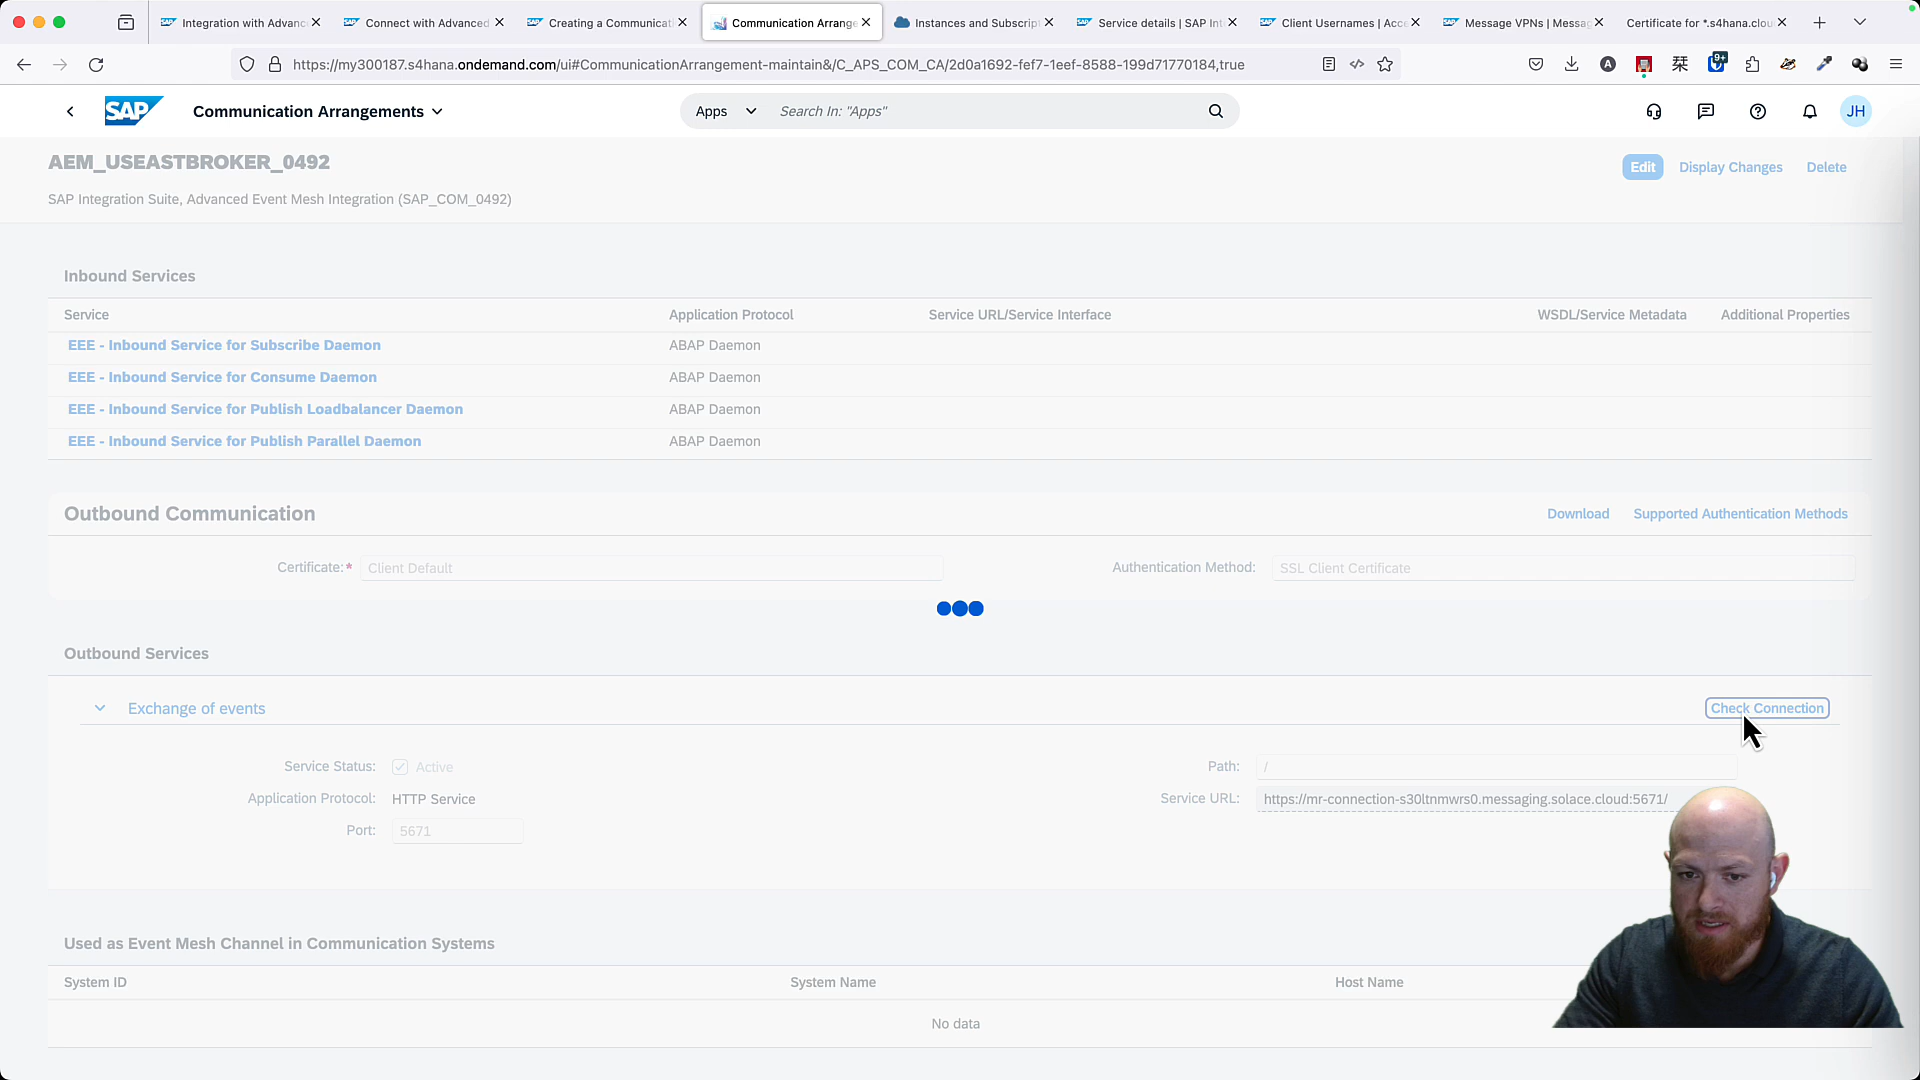 Integration with Advanc
Connect with Advanced
Creating a Communicati
Communication Arrange
Instances and Subscript
Service details | SAP Int
Client Usernames | Acce
Message VPNs | Messag
Certificate for *.s4hana.clou
https://my300187.s4hana.ondemand.com/ui#CommunicationArrangement-maintain&/C_APS_COM_CA/2d0a1692-fef7-1eef-8588-199d71770184,true
A
9+
SAP
Communication Arrangements
Apps
Search In: "Apps"
JH
AEM_USEASTBROKER_0492
Edit
Display Changes
Delete
SAP Integration Suite, Advanced Event Mesh Integration (SAP_COM_0492)
Inbound Services
Service Application Protocol Service URL/Service Interface WSDL/Service Metadata Additional Properties
EEE - Inbound Service for Subscribe Daemon ABAP Daemon
EEE - Inbound Service for Consume Daemon ABAP Daemon
EEE - Inbound Service for Publish Loadbalancer Daemon ABAP Daemon
EEE - Inbound Service for Publish Parallel Daemon ABAP Daemon
Outbound Communication
Download
Supported Authentication Methods
Certificate:* Client Default
Authentication Method: SSL Client Certificate
Outbound Services
Exchange of events
Check Connection
Service Status: Active
Path: /
Application Protocol: HTTP Service
Service URL: https://mr-connection-s30ltnmwrs0.messaging.solace.cloud:5671/
Port: 5671
Used as Event Mesh Channel in Communication Systems
System ID System Name Host Name
No data